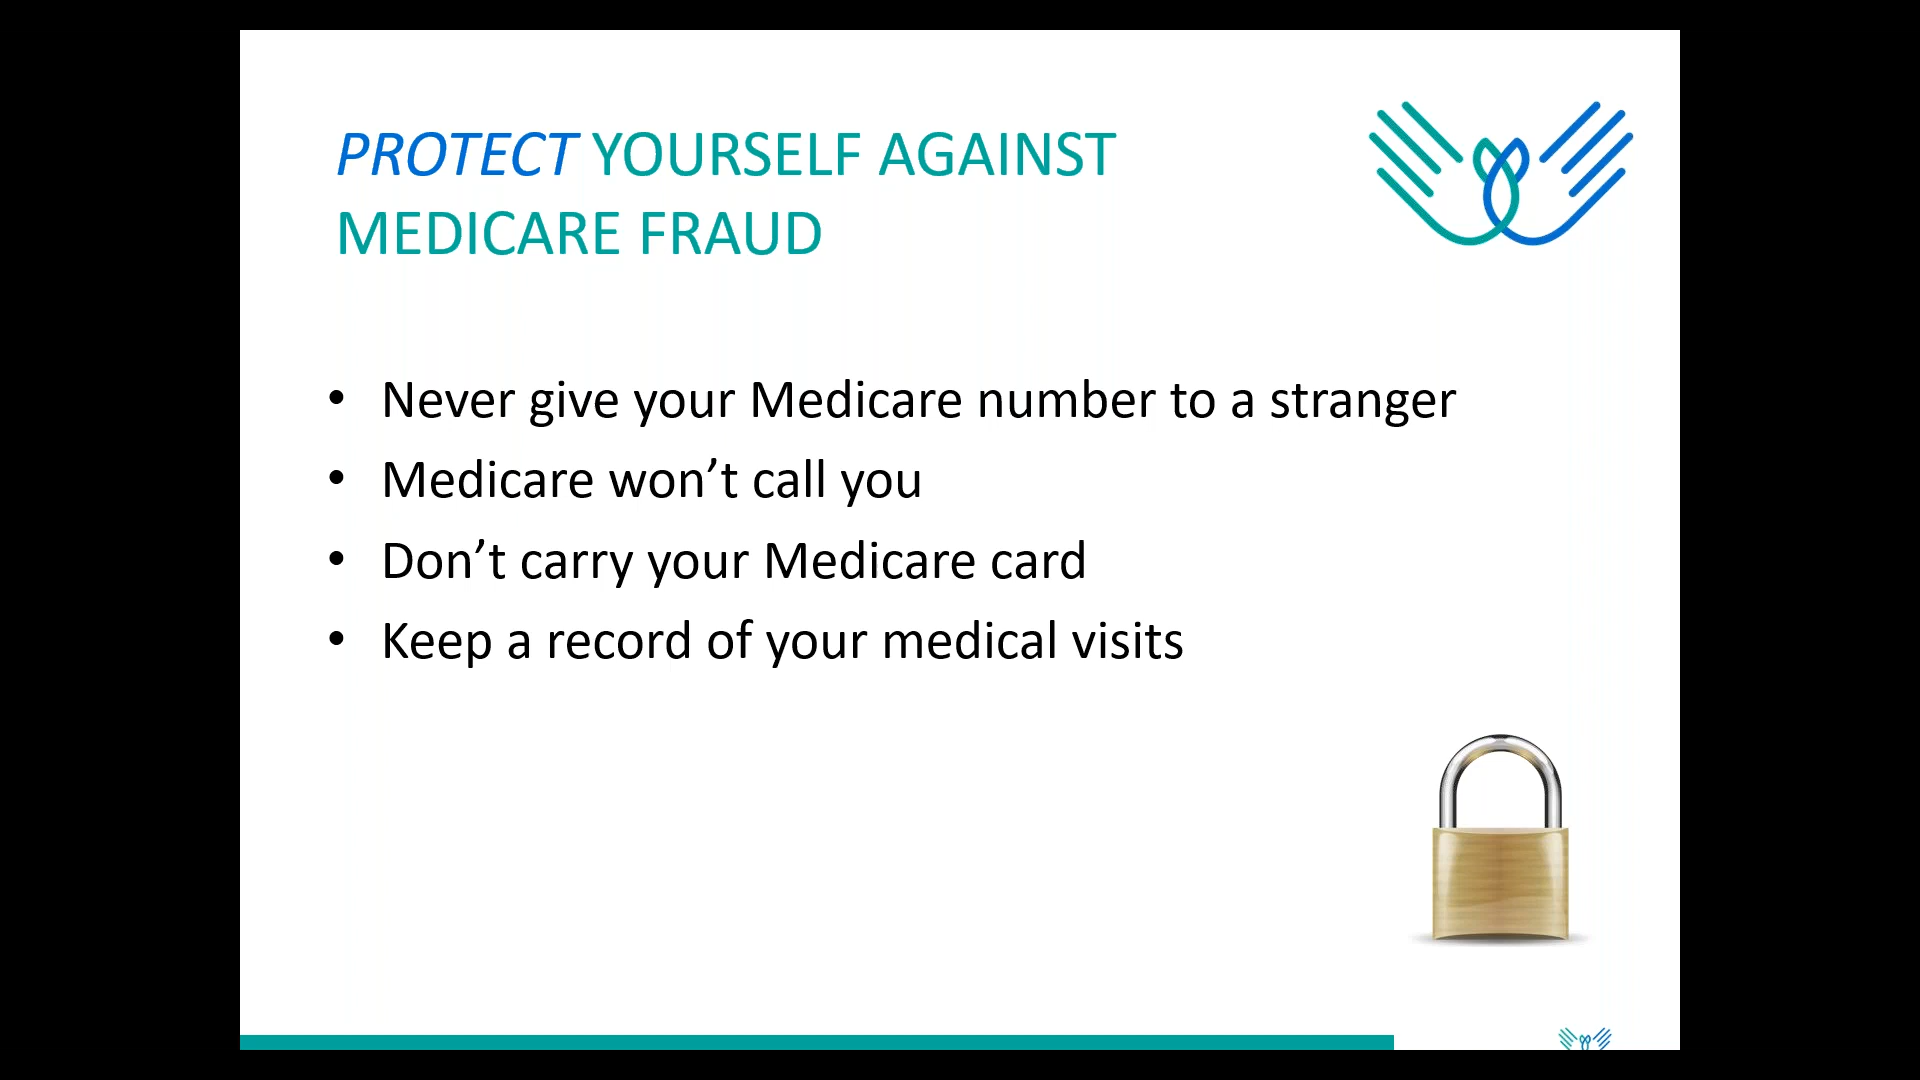 PROTECT YOURSELF AGAINST
MEDICARE FRAUD
• Never give your Medicare number to a stranger
• Medicare won’t call you
• Don’t carry your Medicare card
• Keep a record of your medical visits